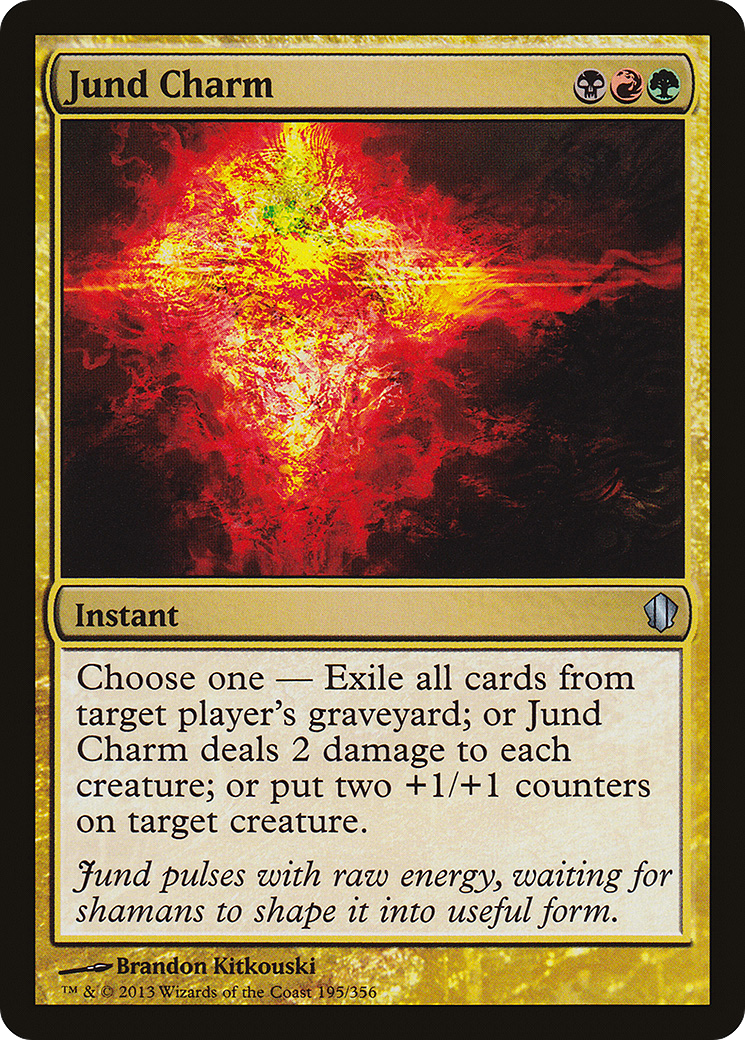 Jund Charm
Instant
Choose one — Exile all cards from
target player's graveyard; or Jund
Charm deals 2 damage to each
creature; or put two +1/+1 counters
on target creature.
Jund pulses with raw energy, waiting for
shamans to shape it into useful form.
Brandon Kitkouski
™ & © 2013 Wizards of the Coast 195/356